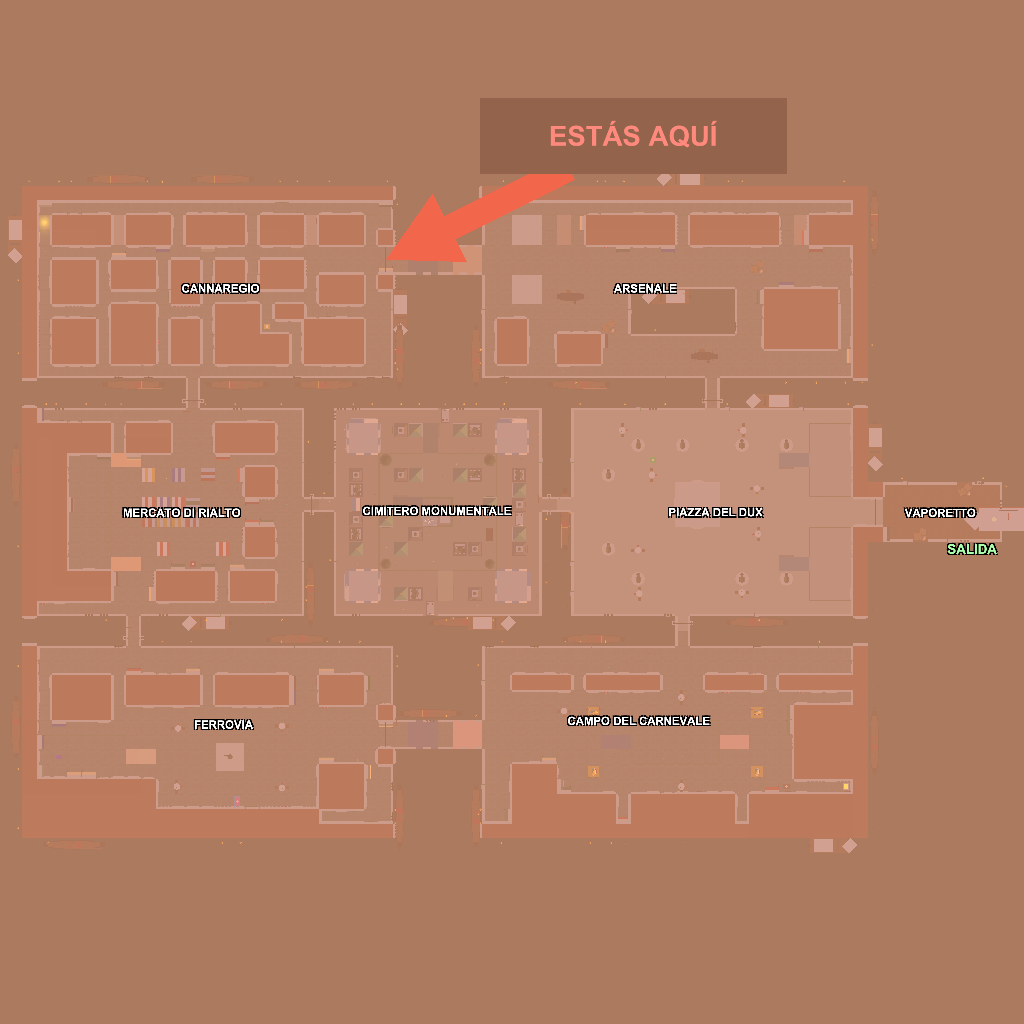 ESTÁS AQUÍ
CANNAREGIO
ARSENALE
MERCATO DI RIALTO
CIMITERO MONUMENTALE
PIAZZA DEL DUX
VAPORETTO
SALIDA
FERROVIA
CAMPO DEL CARNEVALE